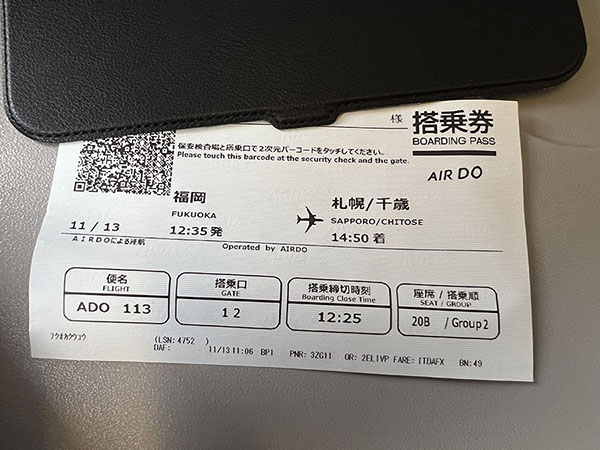 様
搭乗券
BOARDING PASS
保安検査場と搭乗口で2次元バーコードをタッチしてください。
Please touch this barcode at the security check and the gate.
AIR DO
福岡
札幌/千歳
FUKUOKA
SAPPORO/CHITOSE
11 / 13
12:35 発
14:50 着
AIRDOによる運航
Operated by AIRDO
便名
FLIGHT
ADO 113
搭乗口
GATE
12
搭乗締切時刻
Boarding Close Time
12:25
座席 / 搭乗順
SEAT / GROUP
20B / Group2
フクオカクウコウ
(LSN:4752 )
DAF: 11/13 11:06 BP1 PNR: 3ZG11 OR: 2EL1VP FARE: ITDAFX BN:49